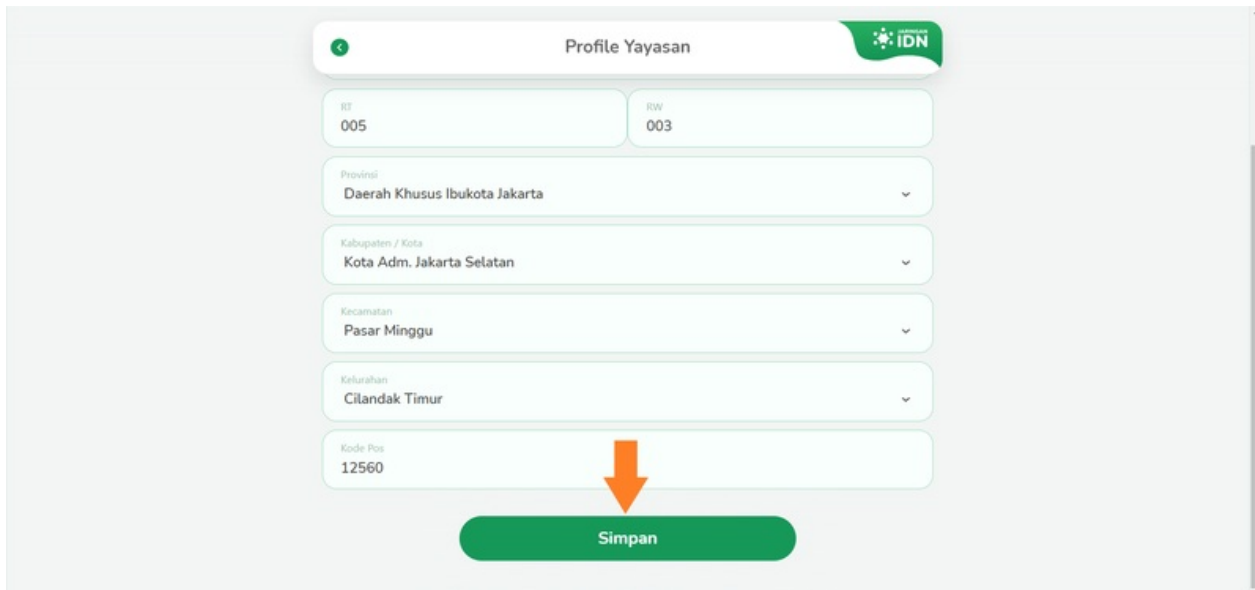 Profile Yayasan
JARINGAN
IDN
RT
005
RW
003
Provinsi
Daerah Khusus Ibukota Jakarta
Kabupaten / Kota
Kota Adm. Jakarta Selatan
Kecamatan
Pasar Minggu
Kelurahan
Cilandak Timur
Kode Pos
12560
Simpan